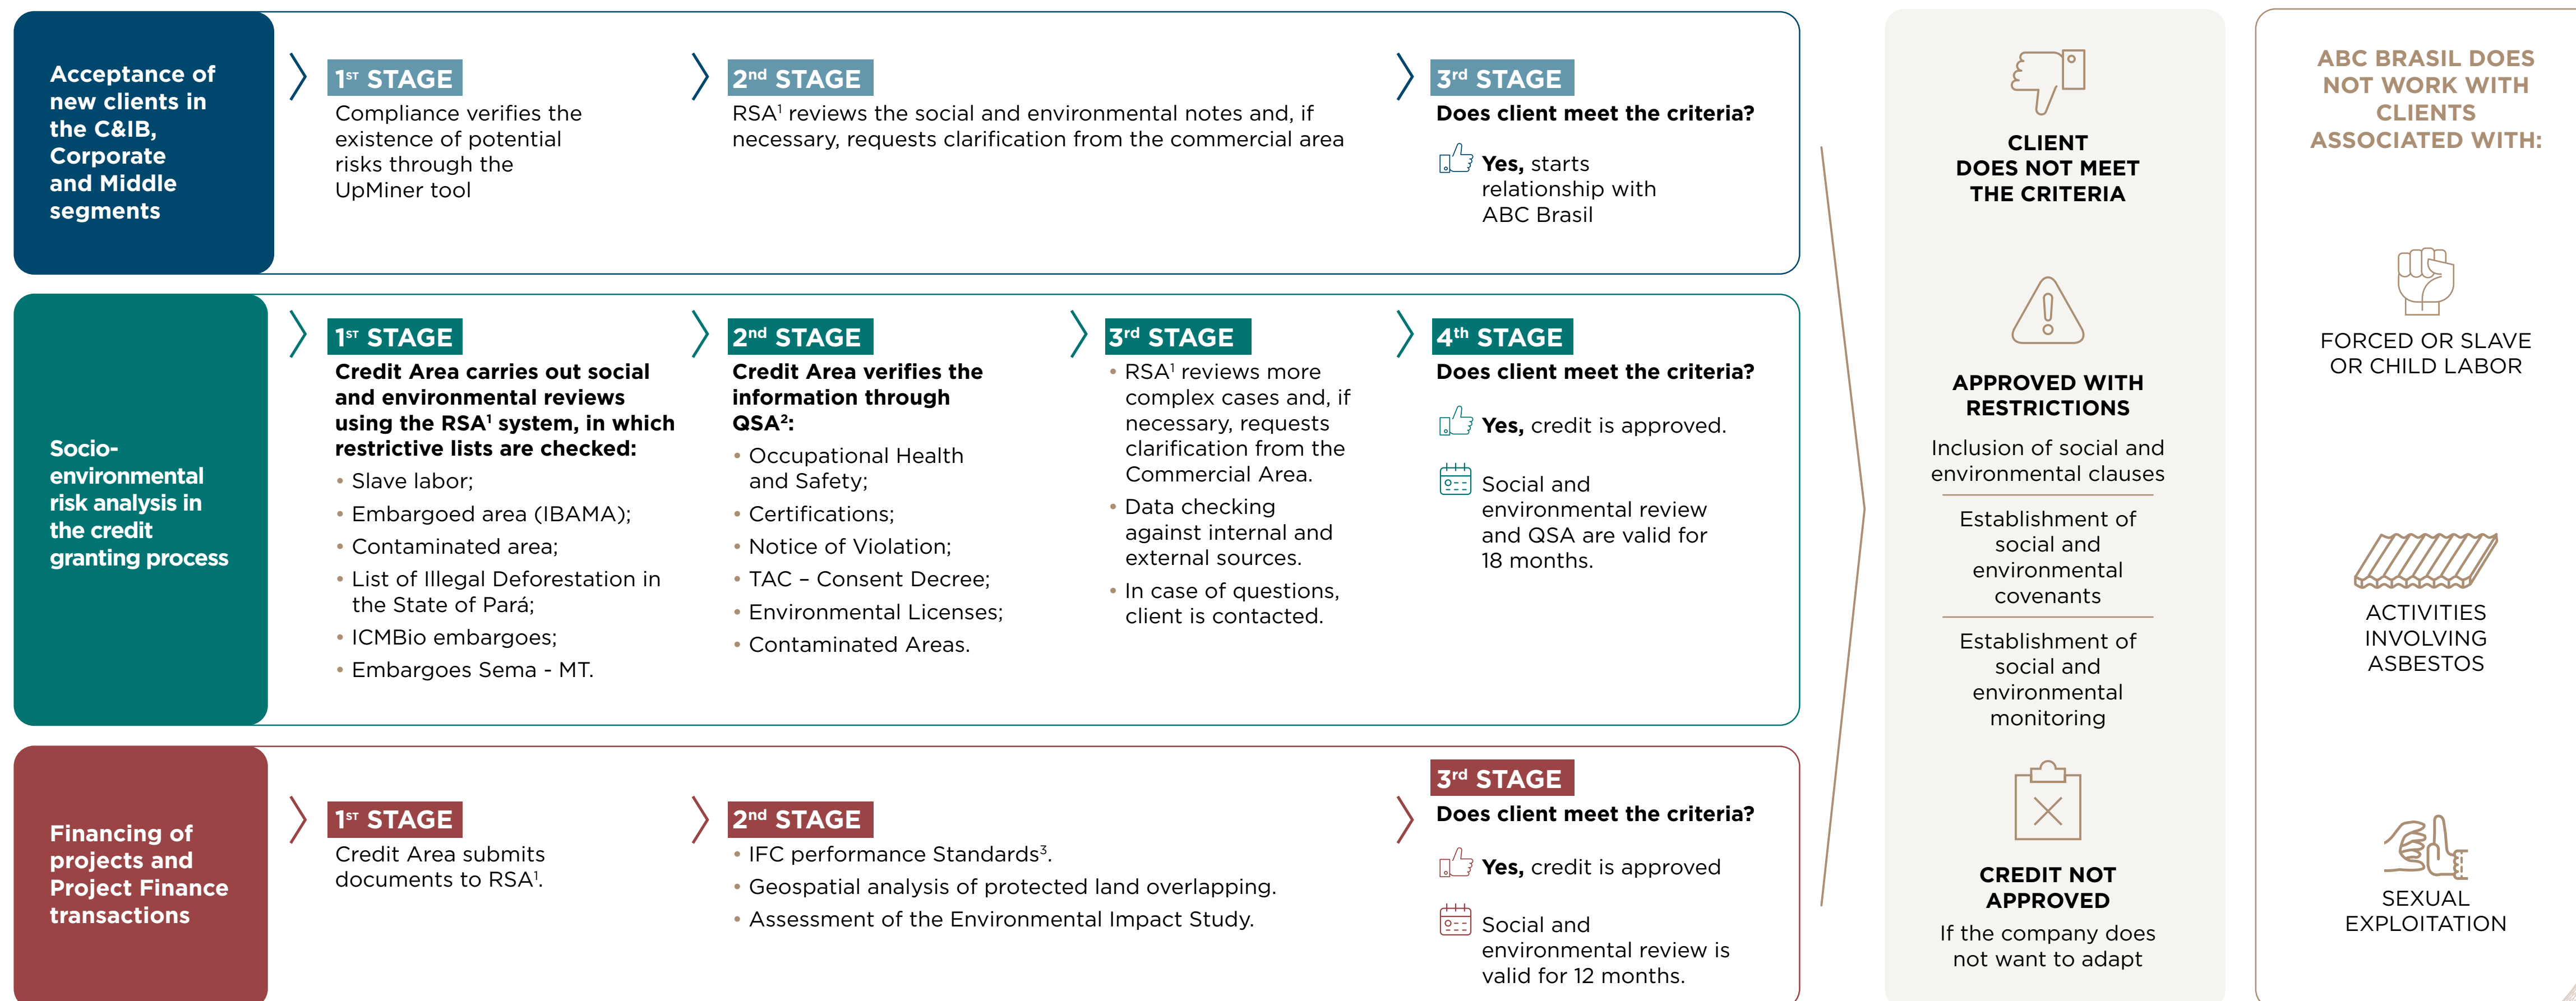 Acceptance of
new clients in
the C&IB,
Corporate
and Middle
segments
1ST STAGE
Compliance verifies the
existence of potential
risks through the
UpMiner tool
2nd STAGE
RSA¹ reviews the social and environmental notes and, if
necessary, requests clarification from the commercial area
3rd STAGE
Does client meet the criteria?
Yes, starts
relationship with
ABC Brasil
Socio-
environmental
risk analysis in
the credit
granting process
1ST STAGE
Credit Area carries out social
and environmental reviews
using the RSA¹ system, in which
restrictive lists are checked:
• Slave labor;
• Embargoed area (IBAMA);
• Contaminated area;
• List of Illegal Deforestation in
the State of Pará;
• ICMBio embargoes;
• Embargoes Sema - MT.
2nd STAGE
Credit Area verifies the
information through
QSA²:
• Occupational Health
and Safety;
• Certifications;
• Notice of Violation;
• TAC – Consent Decree;
• Environmental Licenses;
• Contaminated Areas.
3rd STAGE
• RSA¹ reviews more
complex cases and, if
necessary, requests
clarification from the
Commercial Area.
• Data checking
against internal and
external sources.
• In case of questions,
client is contacted.
4th STAGE
Does client meet the criteria?
Yes, credit is approved.
Social and
environmental review
and QSA are valid for
18 months.
Financing of
projects and
Project Finance
transactions
1ST STAGE
Credit Area submits
documents to RSA¹.
2nd STAGE
• IFC performance Standards³.
• Geospatial analysis of protected land overlapping.
• Assessment of the Environmental Impact Study.
3rd STAGE
Does client meet the criteria?
Yes, credit is approved
Social and
environmental review is
valid for 12 months.
CLIENT
DOES NOT MEET
THE CRITERIA
APPROVED WITH
RESTRICTIONS
Inclusion of social and
environmental clauses
Establishment of
social and
environmental
covenants
Establishment of
social and
environmental
monitoring
CREDIT NOT
APPROVED
If the company does
not want to adapt
ABC BRASIL DOES
NOT WORK WITH
CLIENTS
ASSOCIATED WITH:
FORCED OR SLAVE
OR CHILD LABOR
ACTIVITIES
INVOLVING
ASBESTOS
SEXUAL
EXPLOITATION